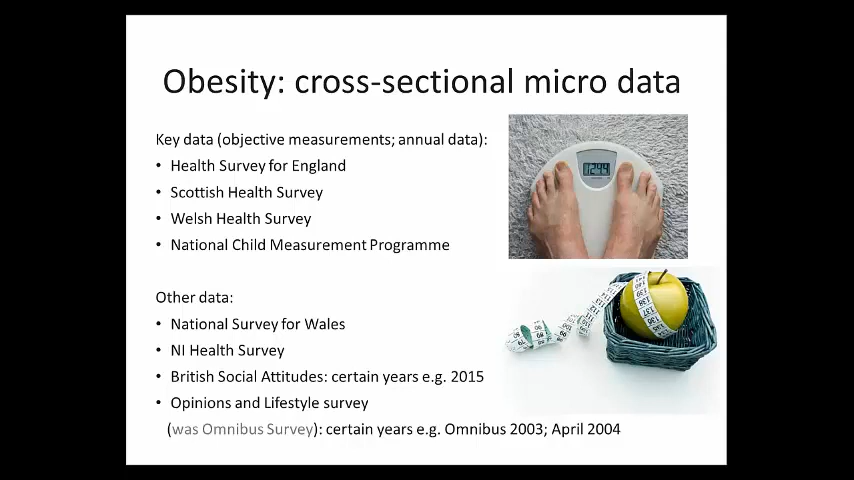 Obesity: cross-sectional micro data
Key data (objective measurements; annual data):
• Health Survey for England
• Scottish Health Survey
• Welsh Health Survey
• National Child Measurement Programme
Other data:
• National Survey for Wales
• NI Health Survey
• British Social Attitudes: certain years e.g. 2015
• Opinions and Lifestyle survey
(was Omnibus Survey): certain years e.g. Omnibus 2003; April 2004